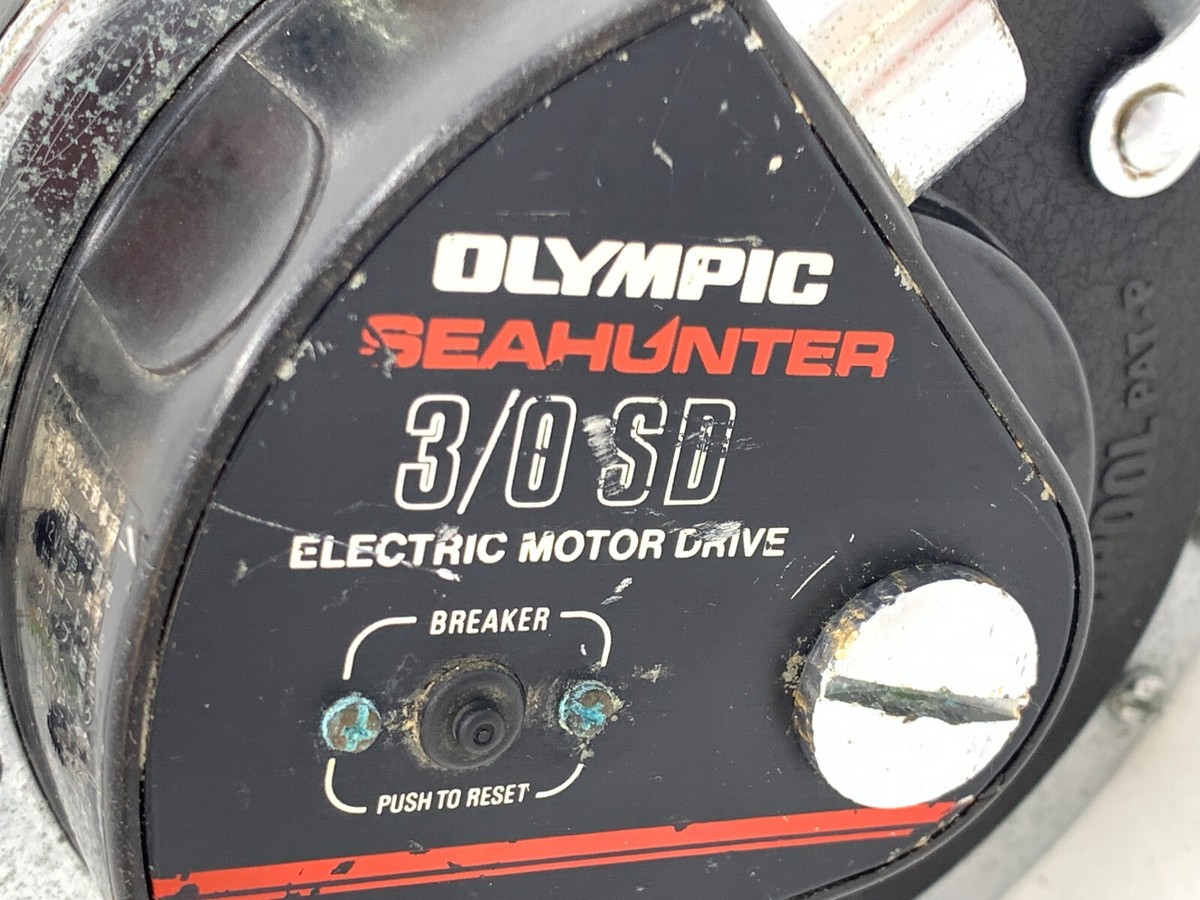 OLYMPIC
SEAHUNTER
3/0 SD
ELECTRIC MOTOR DRIVE
BREAKER
PUSH TO RESET
PAT-P